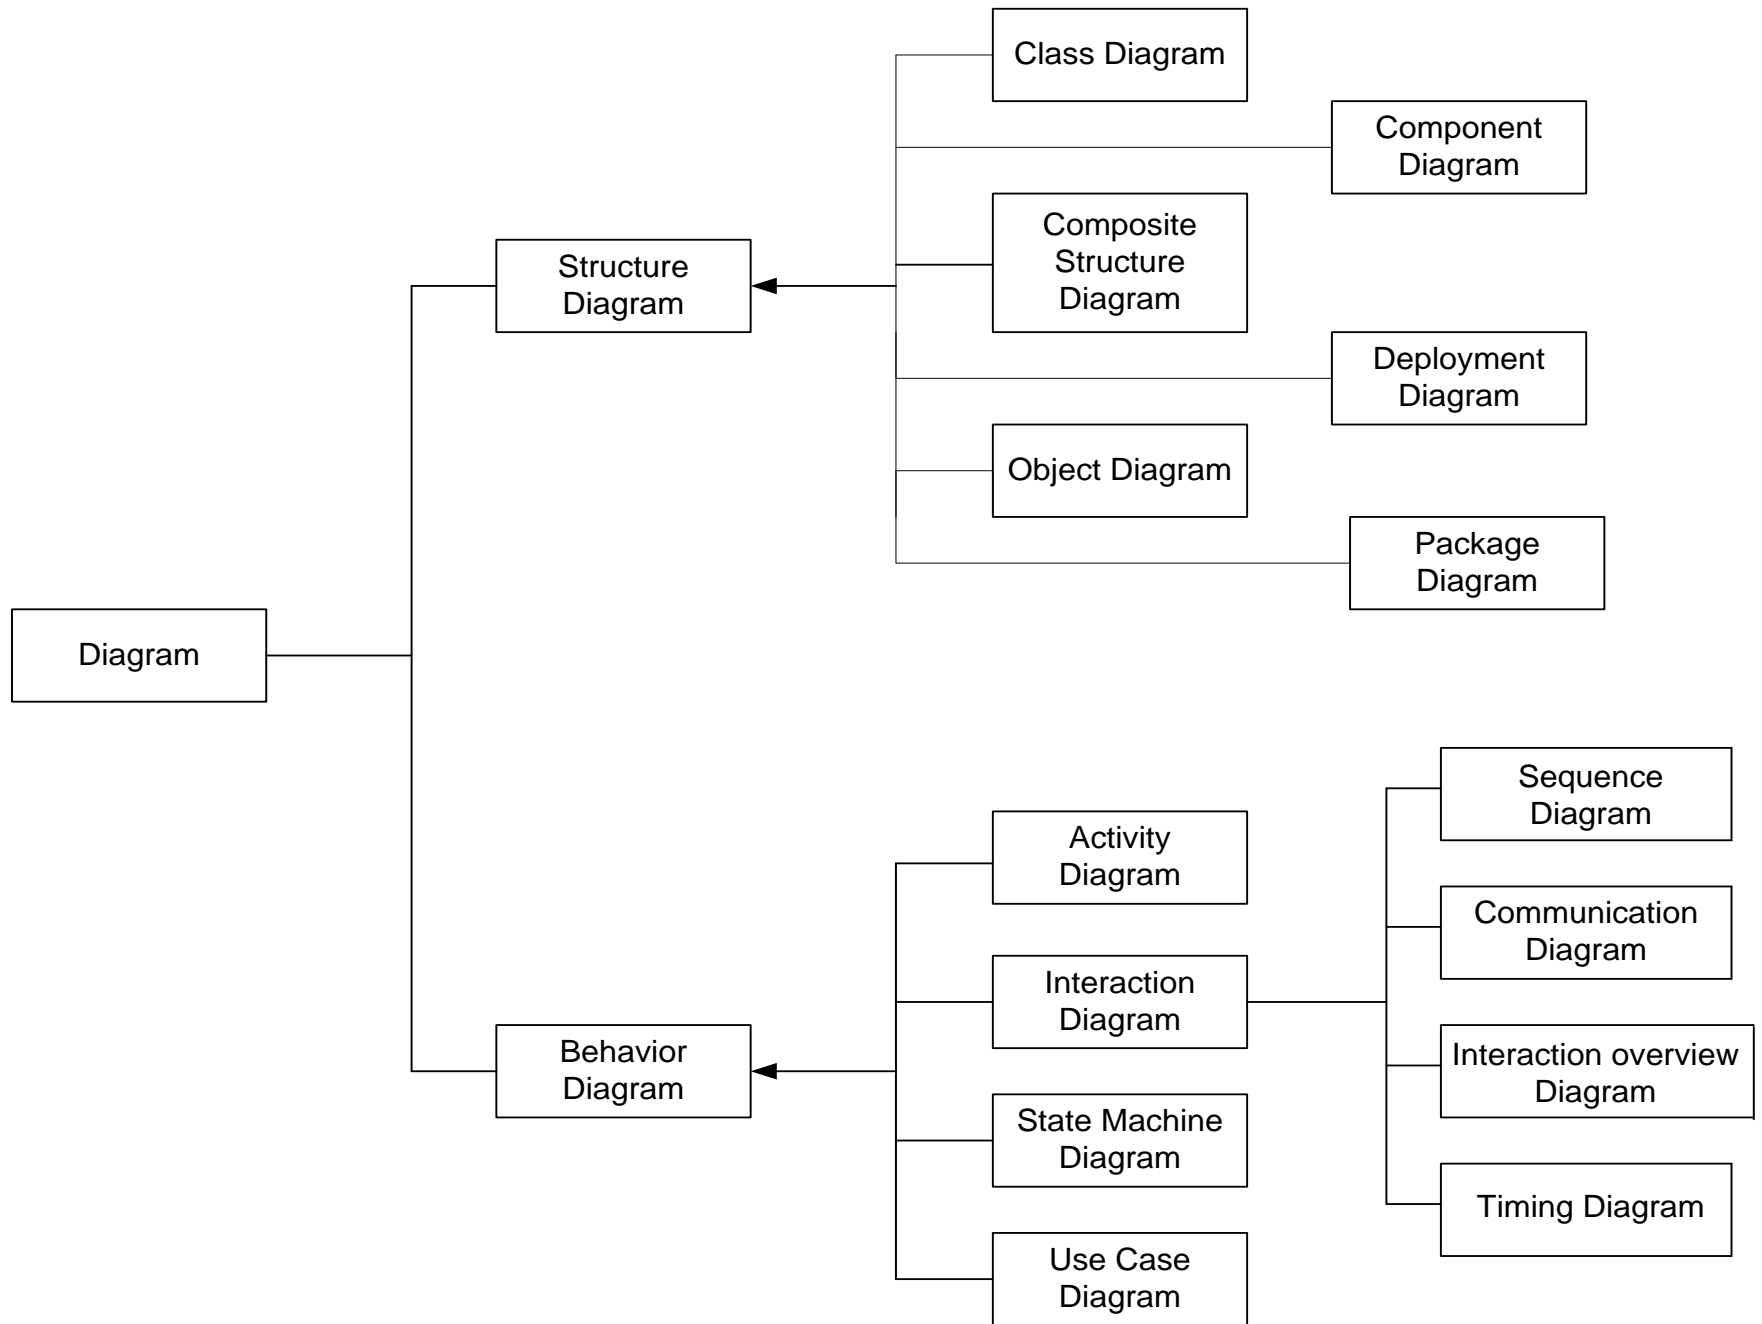 Class Diagram
Component
Diagram
Composite
Structure
Diagram
Structure
Diagram
Deployment
Diagram
Object Diagram
Package
Diagram
Diagram
Sequence
Diagram
Activity
Diagram
Communication
Diagram
Interaction
Diagram
Behavior
Diagram
Interaction overview
Diagram
State Machine
Diagram
Timing Diagram
Use Case
Diagram